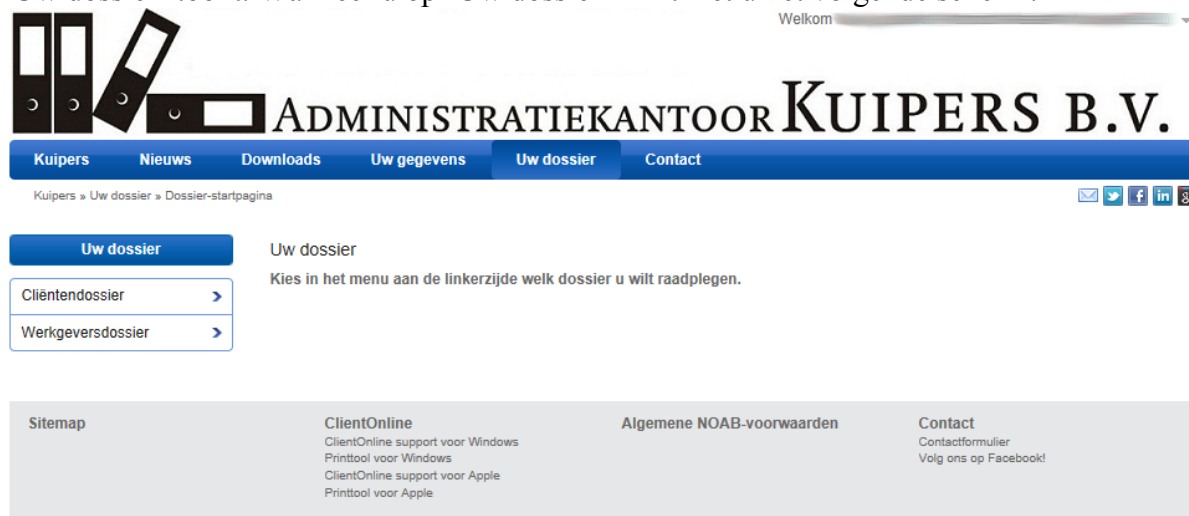 Welkom
ADMINISTRATIEKANTOOR KUIPERS B.V.
Kuipers Nieuws Downloads Uw gegevens Uw dossier Contact
Kuipers » Uw dossier » Dossier-startpagina
Uw dossier
Cliëntendossier
Werkgeversdossier
Uw dossier
Kies in het menu aan de linkerzijde welk dossier u wilt raadplegen.
Sitemap
ClientOnline
ClientOnline support voor Windows
Printtool voor Windows
ClientOnline support voor Apple
Printtool voor Apple
Algemene NOAB-voorwaarden
Contact
Contactformulier
Volg ons op Facebook!